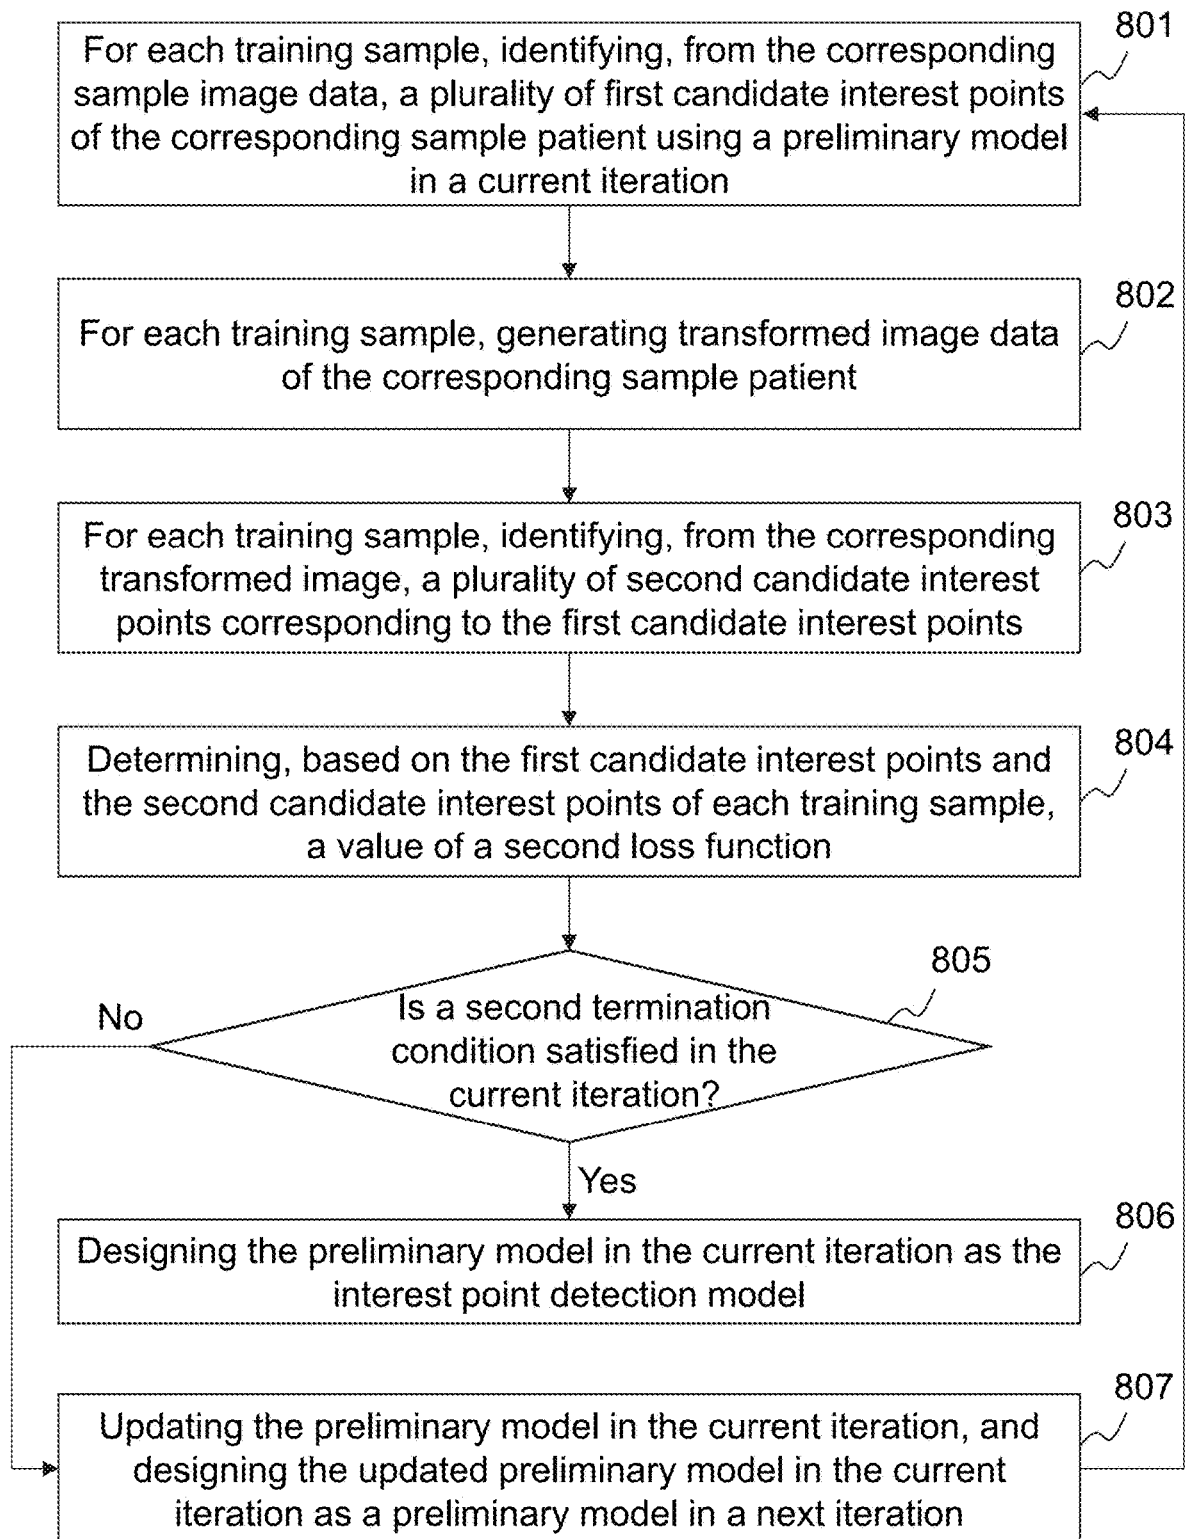 801
For each training sample, identifying, from the corresponding
sample image data, a plurality of first candidate interest points
of the corresponding sample patient using a preliminary model
in a current iteration
802
For each training sample, generating transformed image data
of the corresponding sample patient
803
For each training sample, identifying, from the corresponding
transformed image, a plurality of second candidate interest
points corresponding to the first candidate interest points
804
Determining, based on the first candidate interest points and
the second candidate interest points of each training sample,
a value of a second loss function
805
No
Is a second termination
condition satisfied in the
current iteration?
Yes
806
Designing the preliminary model in the current iteration as the
interest point detection model
807
Updating the preliminary model in the current iteration, and
designing the updated preliminary model in the current
iteration as a preliminary model in a next iteration